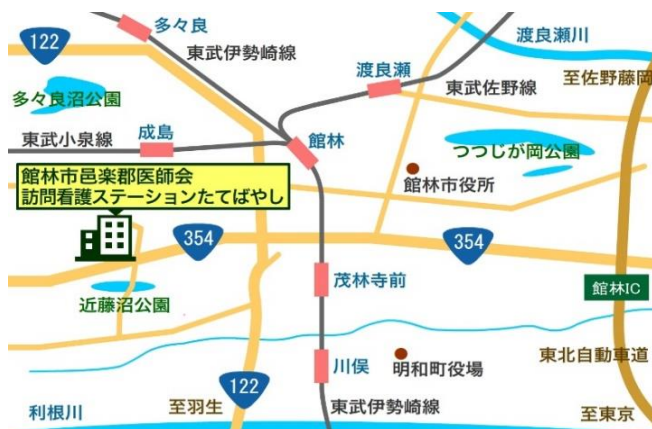 多々良
122
東武伊勢崎線
渡良瀬川
渡良瀬
至佐野藤岡
多々良沼公園
東武佐野線
成島
東武小泉線
館林
つつじが岡公園
館林市邑楽郡医師会
訪問看護ステーションたてばやし
館林市役所
354
354
茂林寺前
館林IC
近藤沼公園
川俣
明和町役場
東北自動車道
122
利根川
至羽生
東武伊勢崎線
至東京